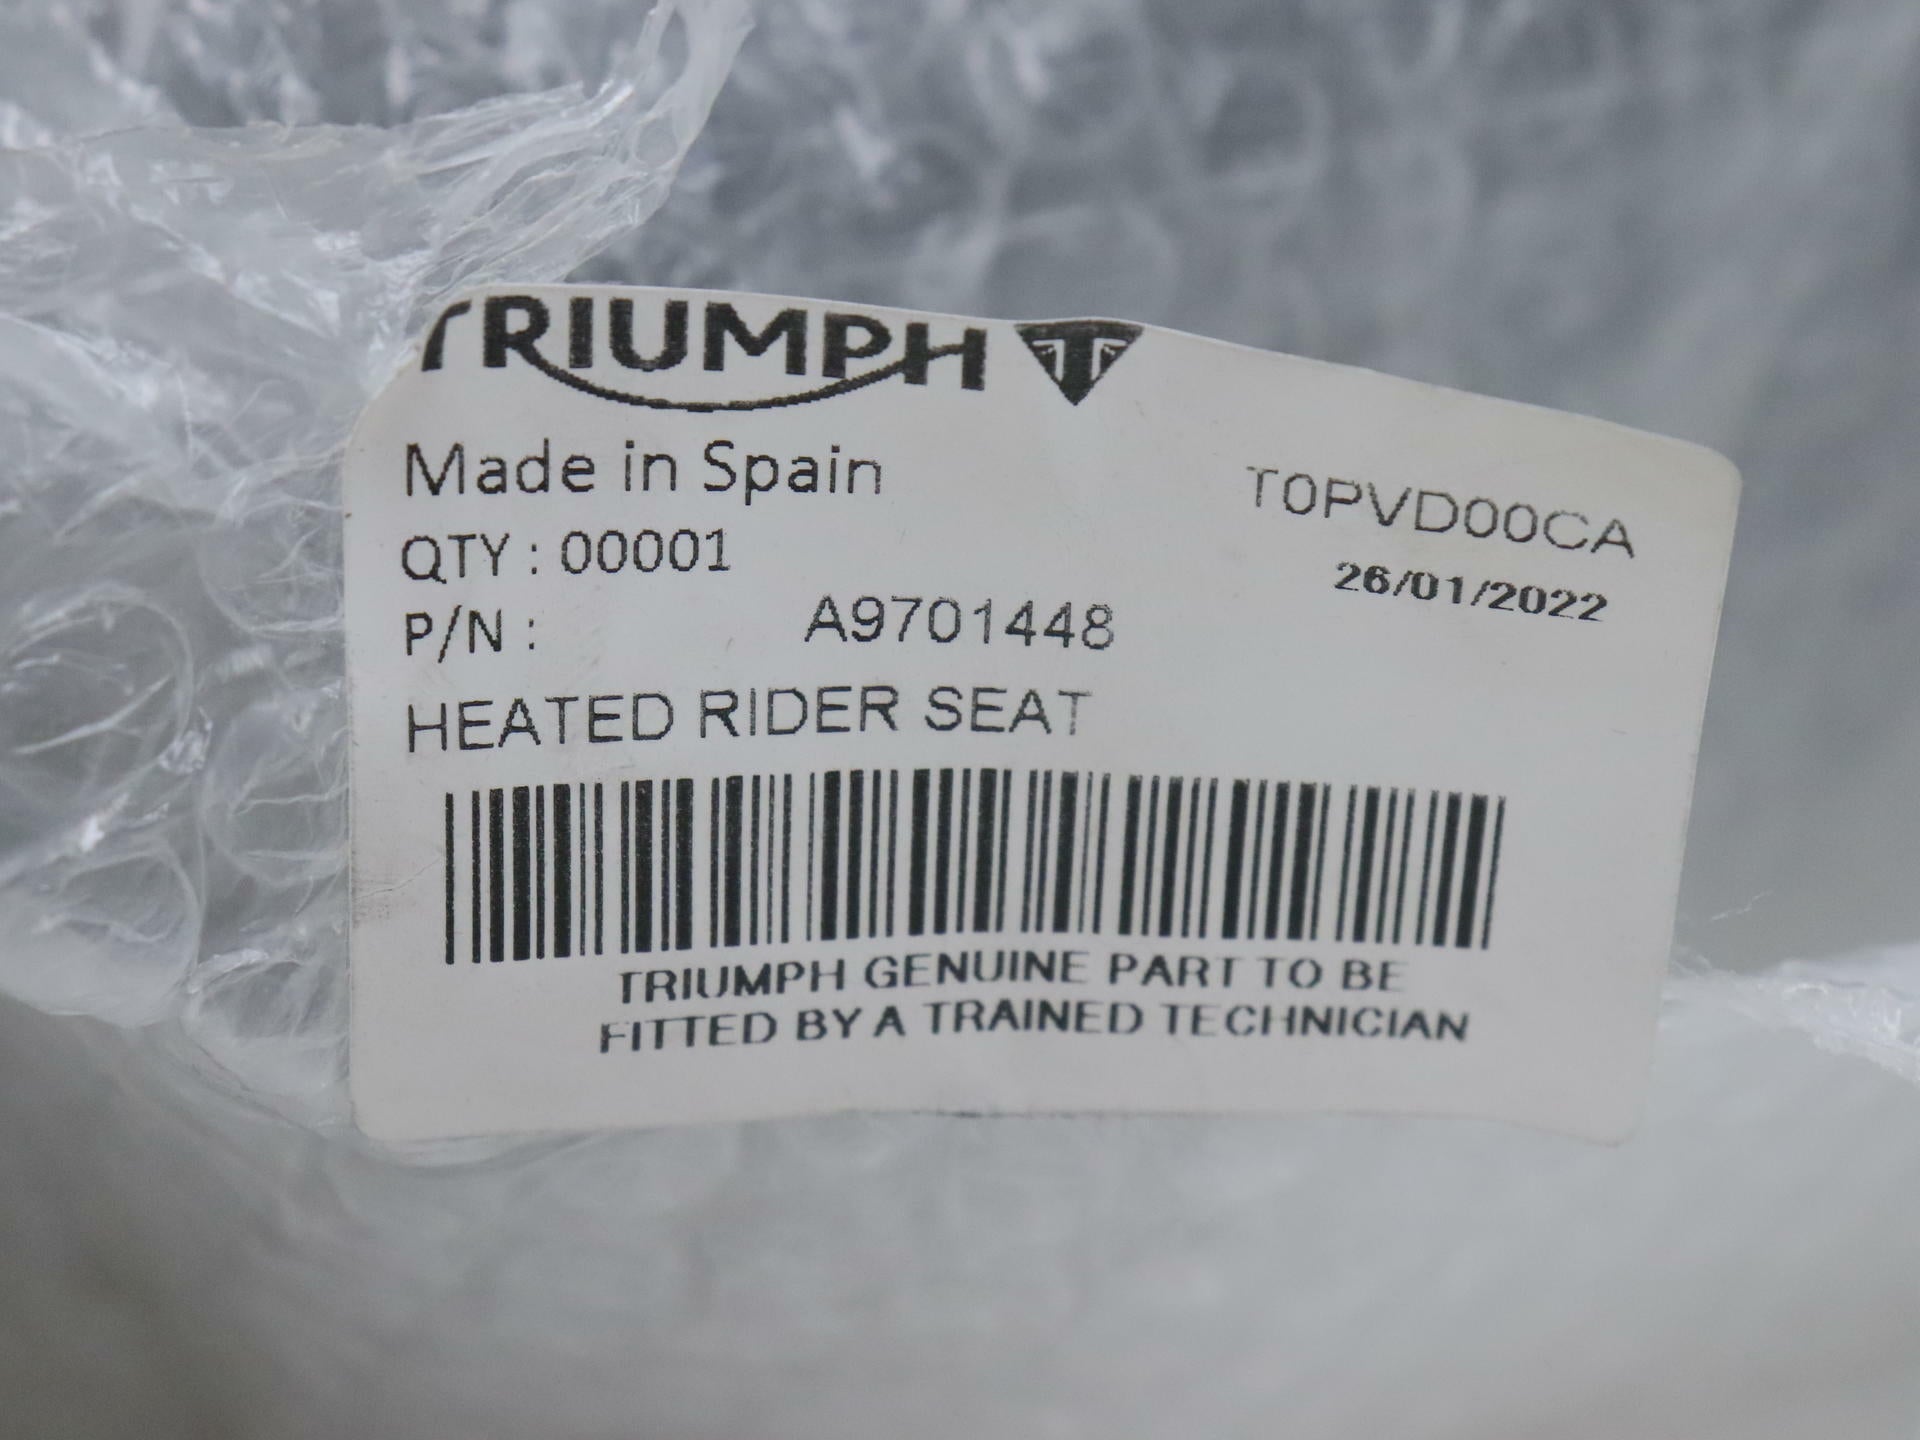 TRIUMPH
Made in Spain
T0PVD00CA
QTY : 00001
26/01/2022
P/N : A9701448
HEATED RIDER SEAT
TRIUMPH GENUINE PART TO BE
FITTED BY A TRAINED TECHNICIAN